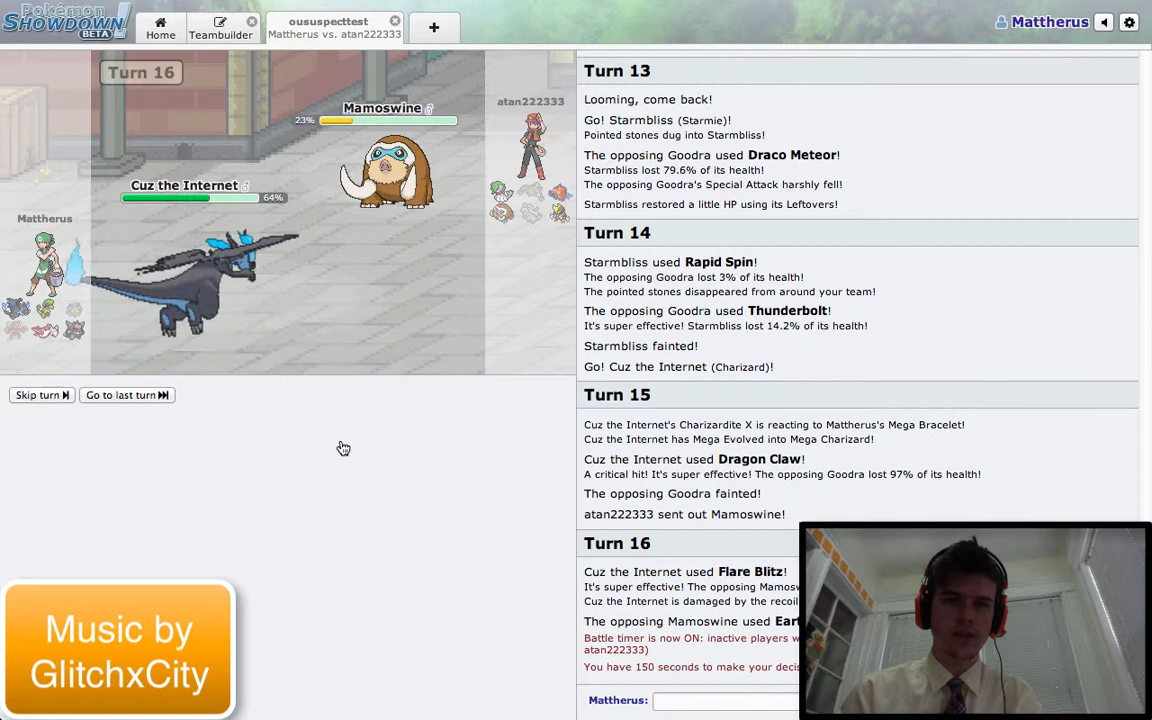 Pokémon
SHOWDOWN!
BETA
Home
Teambuilder
oususpecttest
Mattherus vs. atan222333
+
Mattherus
Turn 16
Mamoswine ♂
23%
atan222333
Cuz the Internet ♂
64%
Mattherus
Skip turn
Go to last turn
Music by
GlitchxCity
Turn 13
Looming, come back!
Go! Starmbliss (Starmie)!
Pointed stones dug into Starmbliss!
The opposing Goodra used Draco Meteor!
Starmbliss lost 79.6% of its health!
The opposing Goodra's Special Attack harshly fell!
Starmbliss restored a little HP using its Leftovers!
Turn 14
Starmbliss used Rapid Spin!
The opposing Goodra lost 3% of its health!
The pointed stones disappeared from around your team!
The opposing Goodra used Thunderbolt!
It's super effective! Starmbliss lost 14.2% of its health!
Starmbliss fainted!
Go! Cuz the Internet (Charizard)!
Turn 15
Cuz the Internet's Charizardite X is reacting to Mattherus's Mega Bracelet!
Cuz the Internet has Mega Evolved into Mega Charizard!
Cuz the Internet used Dragon Claw!
A critical hit! It's super effective! The opposing Goodra lost 97% of its health!
The opposing Goodra fainted!
atan222333 sent out Mamoswine!
Turn 16
Cuz the Internet used Flare Blitz!
It's super effective! The opposing Mamos
Cuz the Internet is damaged by the recoil
The opposing Mamoswine used Eart
Battle timer is now ON: inactive players w
atan222333)
You have 150 seconds to make your decis
Mattherus: